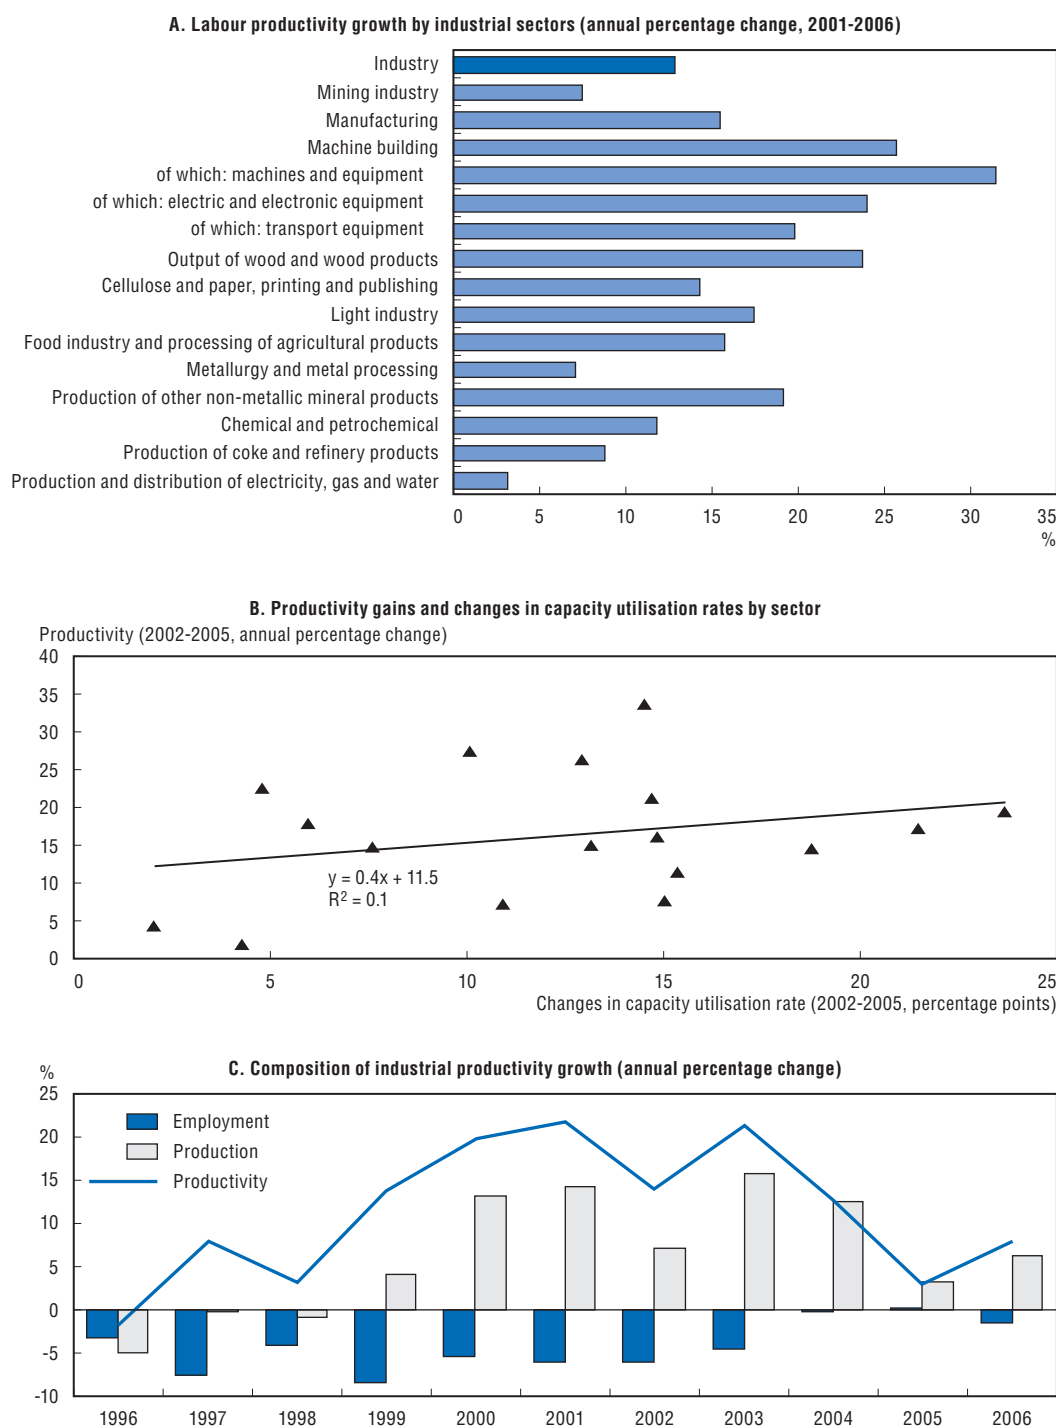 A. Labour productivity growth by industrial sectors (annual percentage change, 2001-2006)
Industry
Mining industry
Manufacturing
Machine building
of which: machines and equipment
of which: electric and electronic equipment
of which: transport equipment
Output of wood and wood products
Cellulose and paper, printing and publishing
Light industry
Food industry and processing of agricultural products
Metallurgy and metal processing
Production of other non-metallic mineral products
Chemical and petrochemical
Production of coke and refinery products
Production and distribution of electricity, gas and water
0 5 10 15 20 25 30 35
%
B. Productivity gains and changes in capacity utilisation rates by sector
Productivity (2002-2005, annual percentage change)
40
35
30
25
20
15
10
5
0
y = 0.4x + 11.5
R² = 0.1
0 5 10 15 20 25
Changes in capacity utilisation rate (2002-2005, percentage points)
C. Composition of industrial productivity growth (annual percentage change)
%
25
20
15
10
5
0
-5
-10
Employment
Production
Productivity
1996 1997 1998 1999 2000 2001 2002 2003 2004 2005 2006